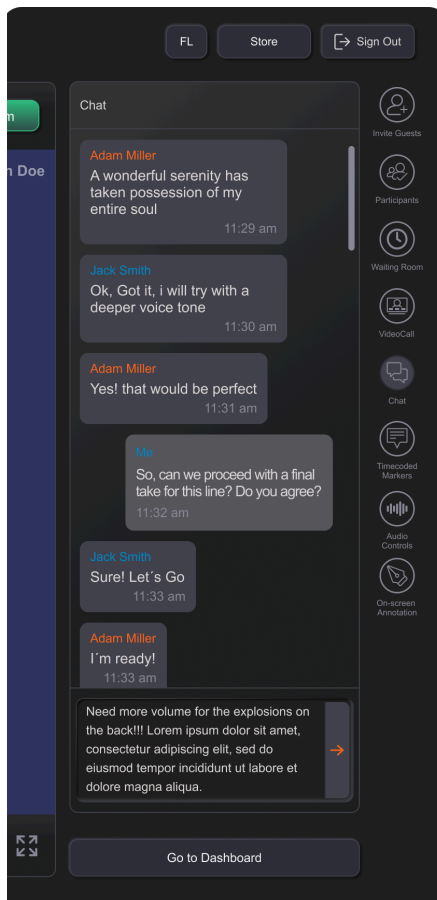 FL
Store
Sign Out
m
n Doe
Chat
Adam Miller
A wonderful serenity has
taken possession of my
entire soul
11:29 am
Jack Smith
Ok, Got it, i will try with a
deeper voice tone
11:30 am
Adam Miller
Yes! that would be perfect
11:31 am
Me
So, can we proceed with a final
take for this line? Do you agree?
11:32 am
Jack Smith
Sure! Let´s Go
11:33 am
Adam Miller
I´m ready!
11:33 am
Need more volume for the explosions on
the back!!! Lorem ipsum dolor sit amet,
consectetur adipiscing elit, sed do
eiusmod tempor incididunt ut labore et
dolore magna aliqua.
Go to Dashboard
Invite Guests
Participants
Waiting Room
VideoCall
Chat
Timecoded
Markers
Audio
Controls
On-screen
Annotation